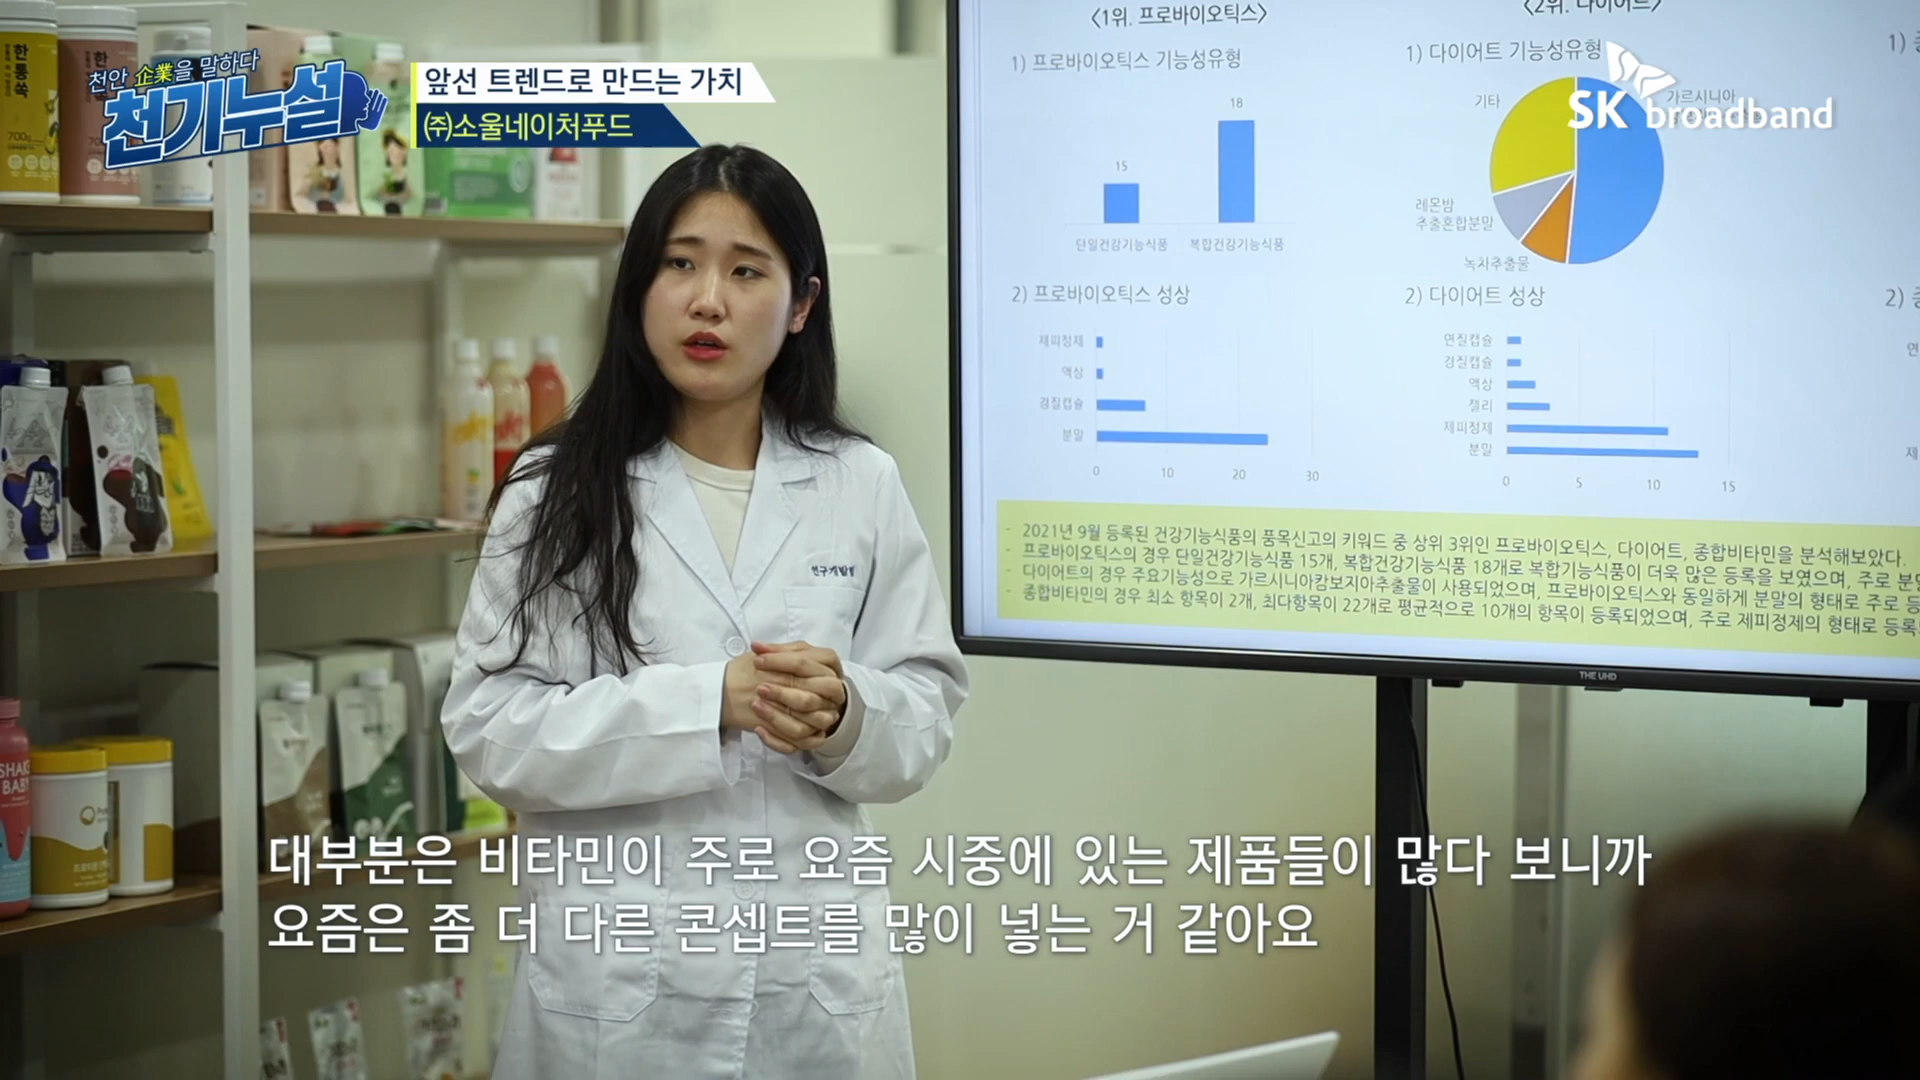 천안 企業을 말하다
천기누설
앞선 트렌드로 만드는 가치
㈜소울네이처푸드
SK broadband
한통쏙
700g
<1위. 프로바이오틱스>
1) 프로바이오틱스 기능성유형
18
15
단일건강기능식품
복합건강기능식품
2) 프로바이오틱스 성상
제피정제
액상
경질캡슐
분말
0 10 20 30
<2위. 다이어트>
1) 다이어트 기능성유형
기타
가르시니아
레몬밤
추출혼합분말
녹차추출물
2) 다이어트 성상
연질캡슐
경질캡슐
액상
젤리
제피정제
분말
0 5 10 15
1)
2)
- 2021년 9월 등록된 건강기능식품의 품목신고의 키워드 중 상위 3위인 프로바이오틱스, 다이어트, 종합비타민을 분석해보았다.
- 프로바이오틱스의 경우 단일건강기능식품 15개, 복합건강기능식품 18개로 복합기능식품이 더욱 많은 등록을 보였으며, 주로 분말
- 다이어트의 경우 주요기능성으로 가르시니아캄보지아추출물이 사용되었으며, 프로바이오틱스와 동일하게 분말의 형태로 주로 등
- 종합비타민의 경우 최소 항목이 2개, 최다항목이 22개로 평균적으로 10개의 항목이 등록되었으며, 주로 제피정제의 형태로 등록
THE UHD
SHAKE
BABY
대부분은 비타민이 주로 요즘 시중에 있는 제품들이 많다 보니까
요즘은 좀 더 다른 콘셉트를 많이 넣는 거 같아요